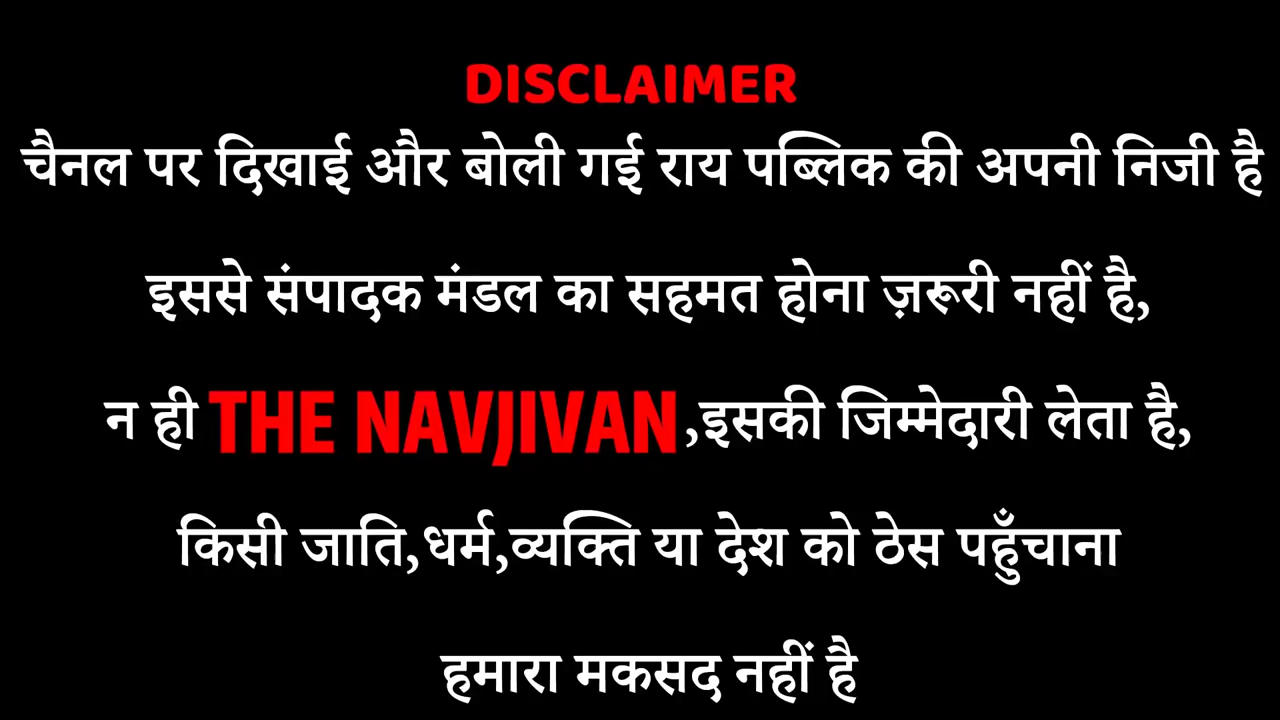 DISCLAIMER
चैनल पर दिखाई और बोली गई राय पब्लिक की अपनी निजी है
इससे संपादक मंडल का सहमत होना ज़रूरी नहीं है,
न ही THE NAVJIVAN ,इसकी जिम्मेदारी लेता है,
किसी जाति,धर्म,व्यक्ति या देश को ठेस पहुँचाना
हमारा मकसद नहीं है